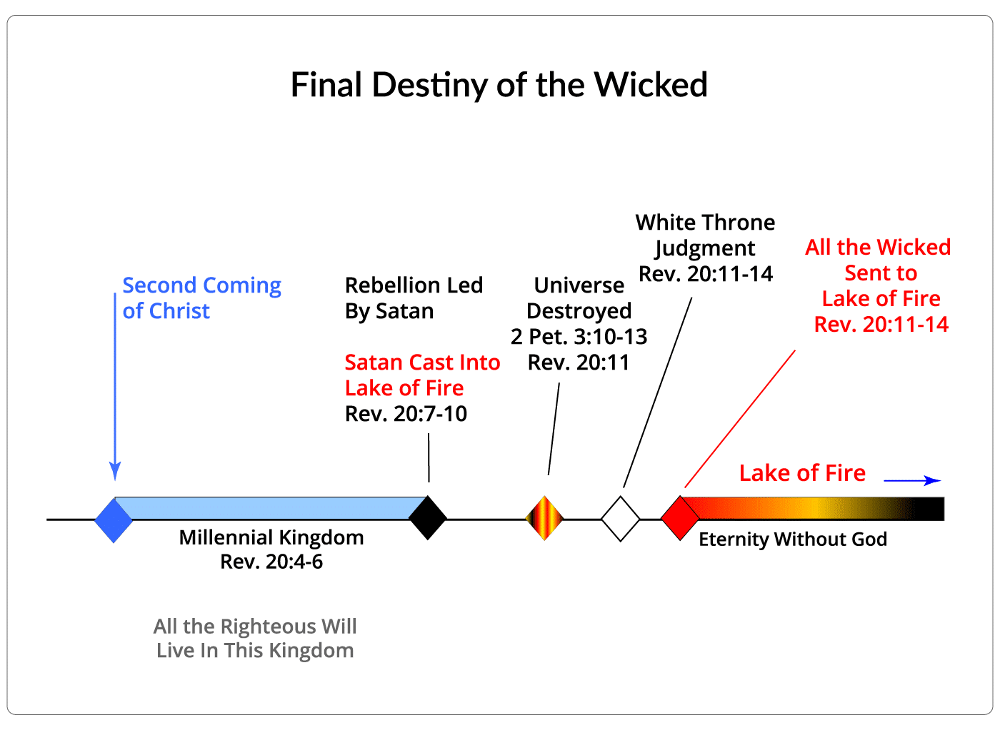 Final Destiny of the Wicked
Second Coming
of Christ
Rebellion Led
By Satan
Satan Cast Into
Lake of Fire
Rev. 20:7-10
Universe
Destroyed
2 Pet. 3:10-13
Rev. 20:11
White Throne
Judgment
Rev. 20:11-14
All the Wicked
Sent to
Lake of Fire
Rev. 20:11-14
Lake of Fire
Millennial Kingdom
Rev. 20:4-6
Eternity Without God
All the Righteous Will
Live In This Kingdom